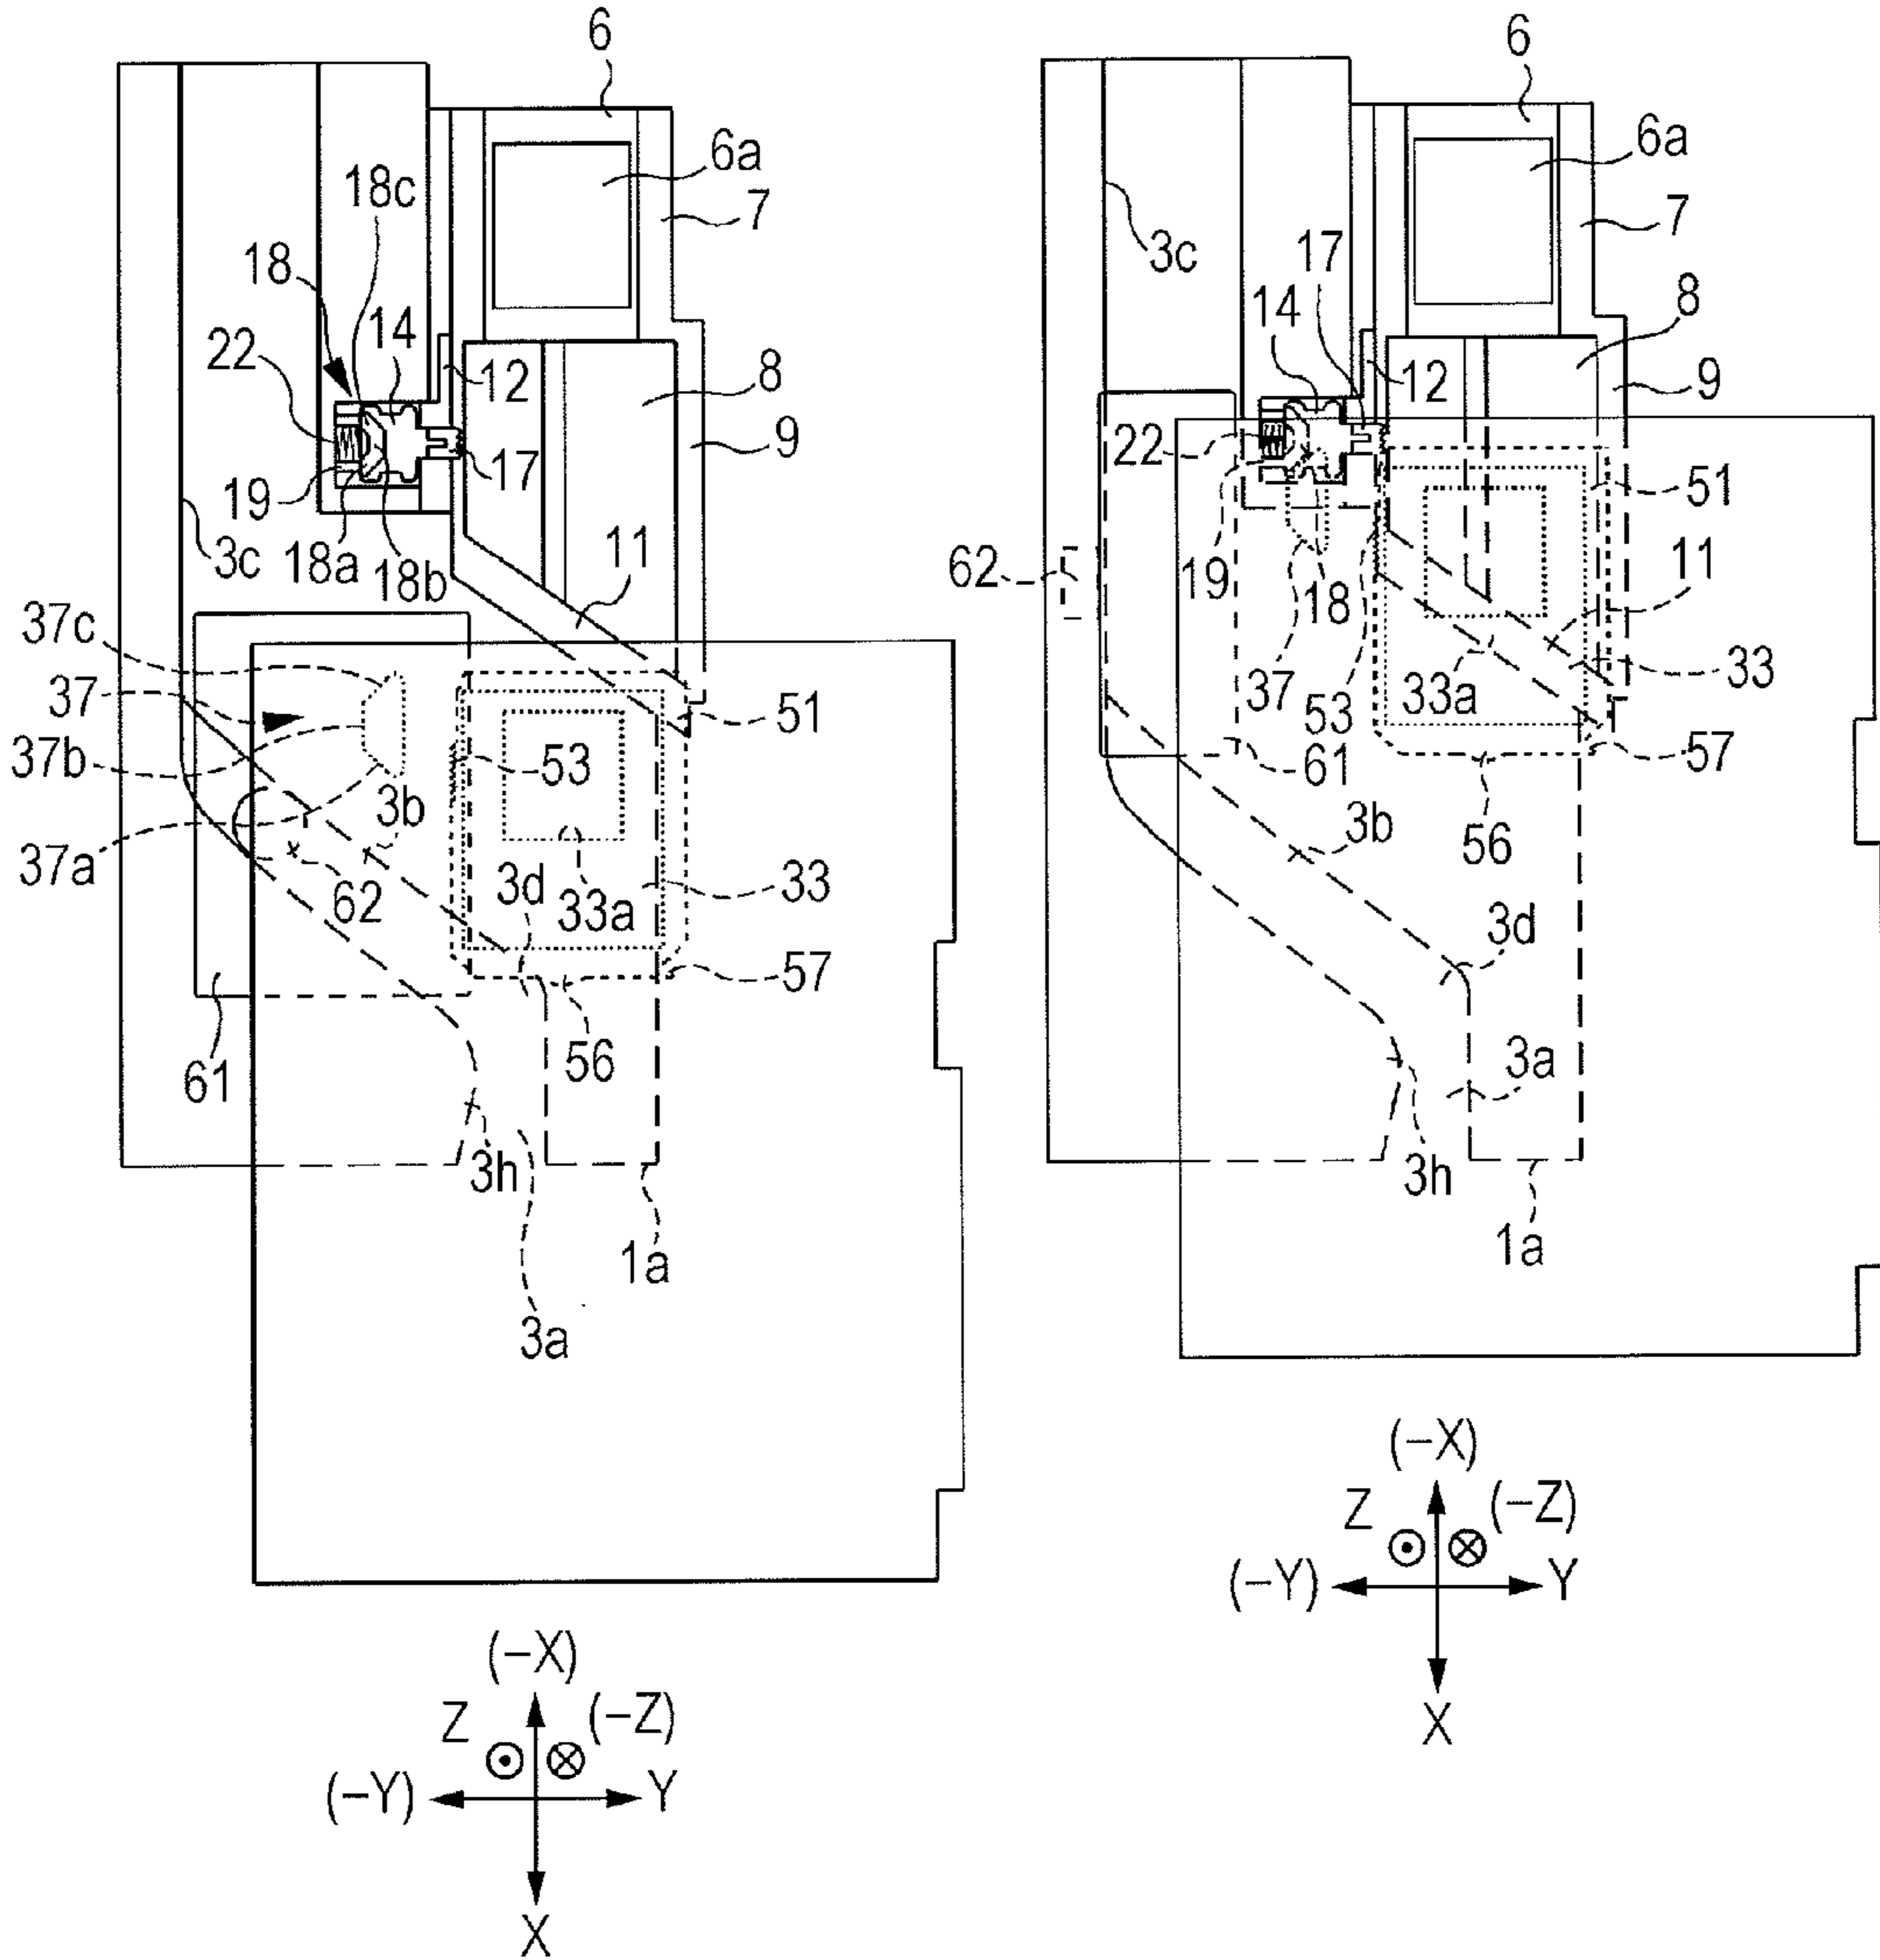 6
6a
7
18c
18
14
22
12
8
9
19
17
18a
18b
3c
11
37c
37
37b
37a
3b
62
53
51
33
33a
3d
57
56
61
3h
1a
3a
(−X)
Z
(−Z)
(−Y)
Y
X
6
6a
7
3c
17
14
8
12
9
22
51
62
19
18
11
37
53
33a
33
61
57
56
3b
3d
3a
3h
1a
(−X)
Z
(−Z)
(−Y)
Y
X